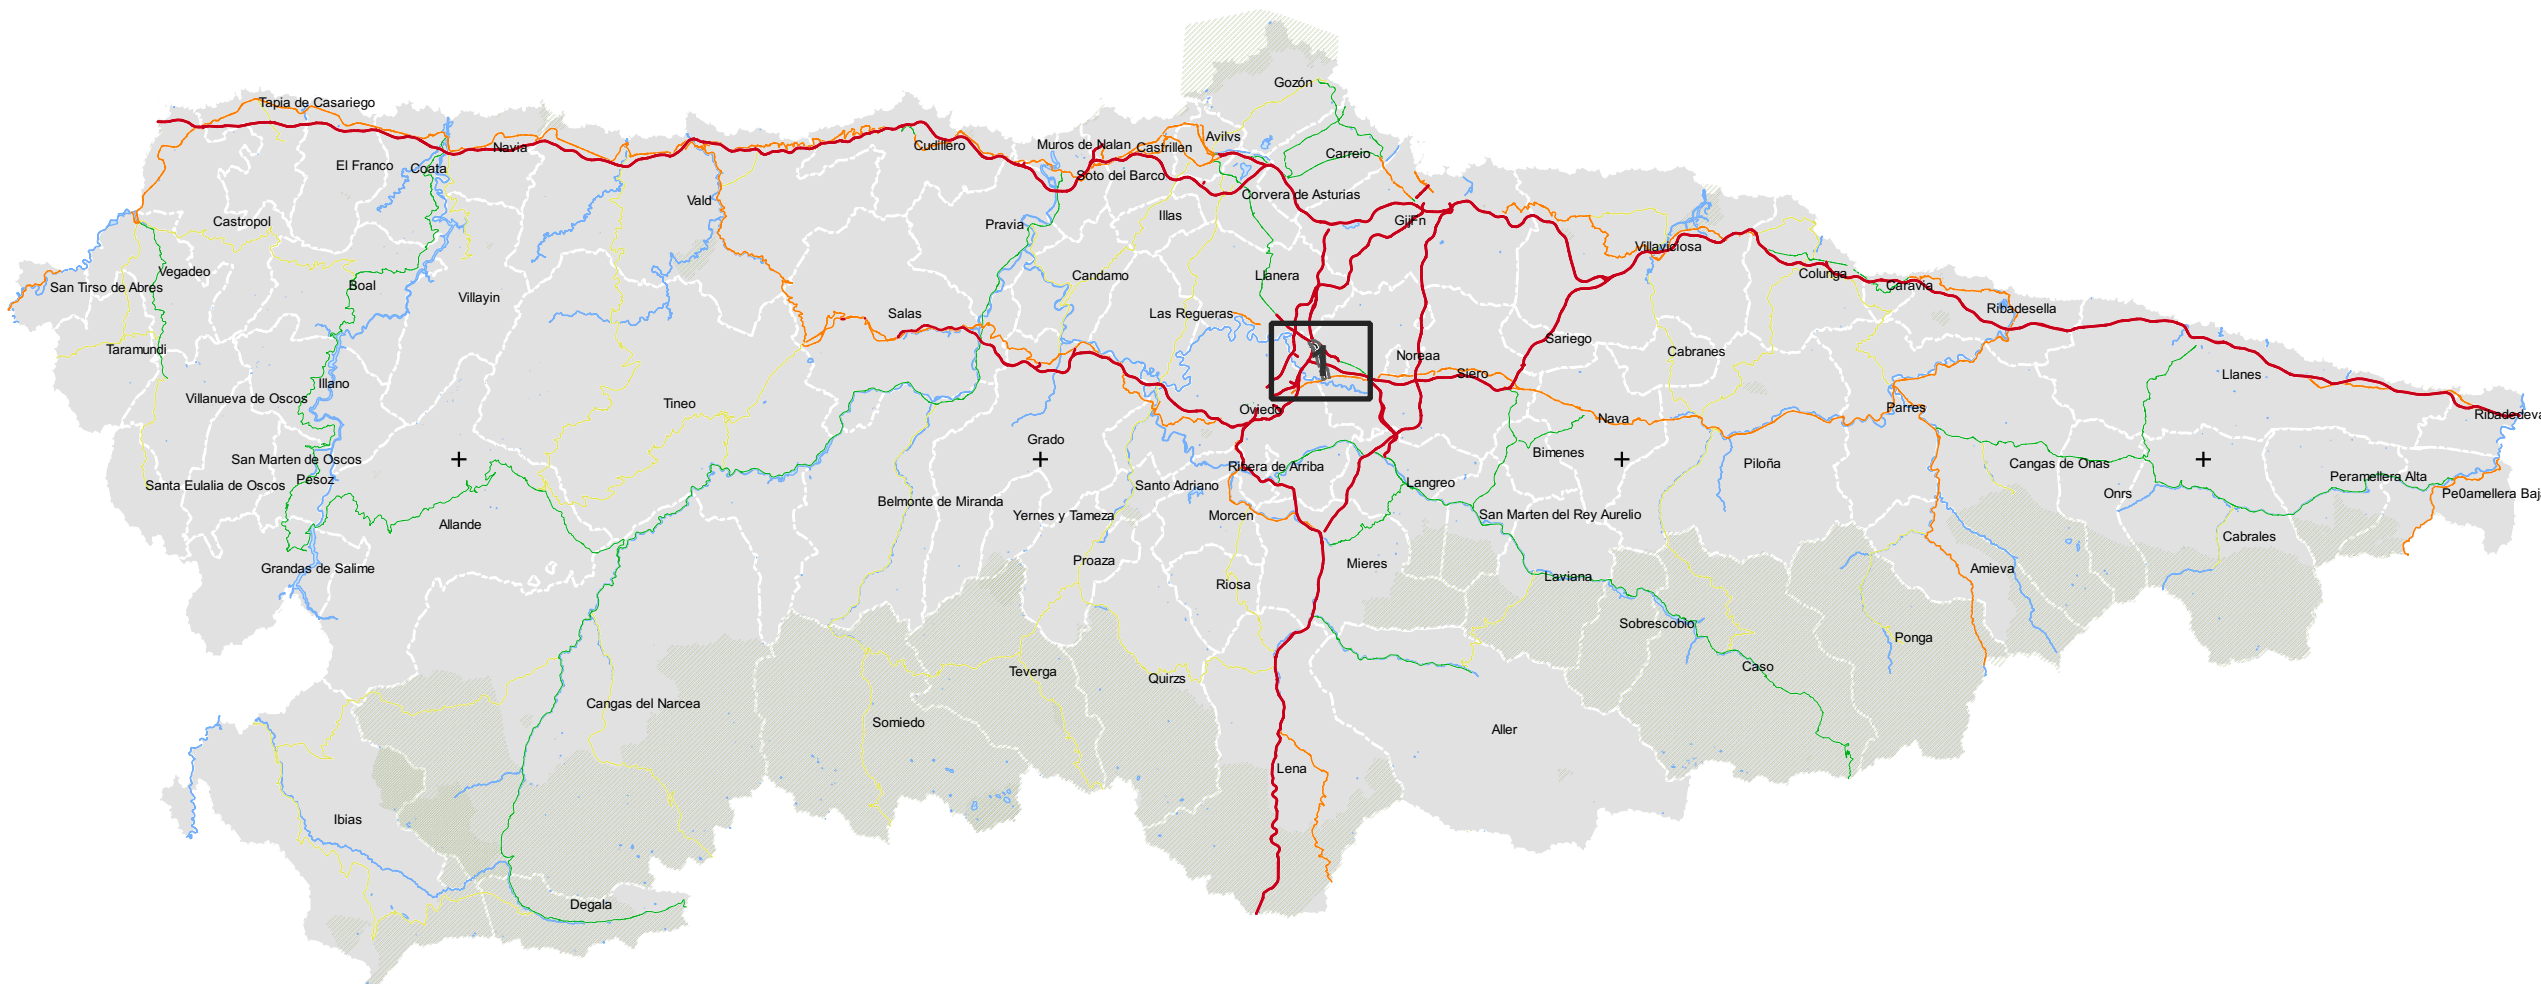 Gozón
Tapia de Casariego
Avilvs
Muros de Nalan
Castrillen
Cudillero
Navia
Carreio
El Franco
Coata
Soto del Barco
Corvera de Asturias
Vald
Illas
Castropol
Pravia
GijFn
Villaviciosa
Vegadeo
Candamo
Llanera
Colunga
San Tirso de Abres
Boal
Caravia
Villayin
Ribadesella
Salas
Las Regueras
Sariego
Taramundi
Noreaa
Cabranes
1
Siero
Llanes
Illano
Villanueva de Oscos
Tineo
Oviedo
Parres
Ribadedeva
Nava
Grado
Bimenes
San Marten de Oscos
Ribera de Arriba
Piloña
Cangas de Onas
Pesoz
Santa Eulalia de Oscos
Santo Adriano
Langreo
Peramellera Alta
Onrs
Pe0amellera Baj
Belmonte de Miranda
Yernes y Tameza
Morcen
San Marten del Rey Aurelio
Allande
Cabrales
Proaza
Mieres
Grandas de Salime
Amieva
Laviana
Riosa
Sobrescobio
Ponga
Teverga
Caso
Quirzs
Cangas del Narcea
Somiedo
Aller
Lena
Ibias
Degala